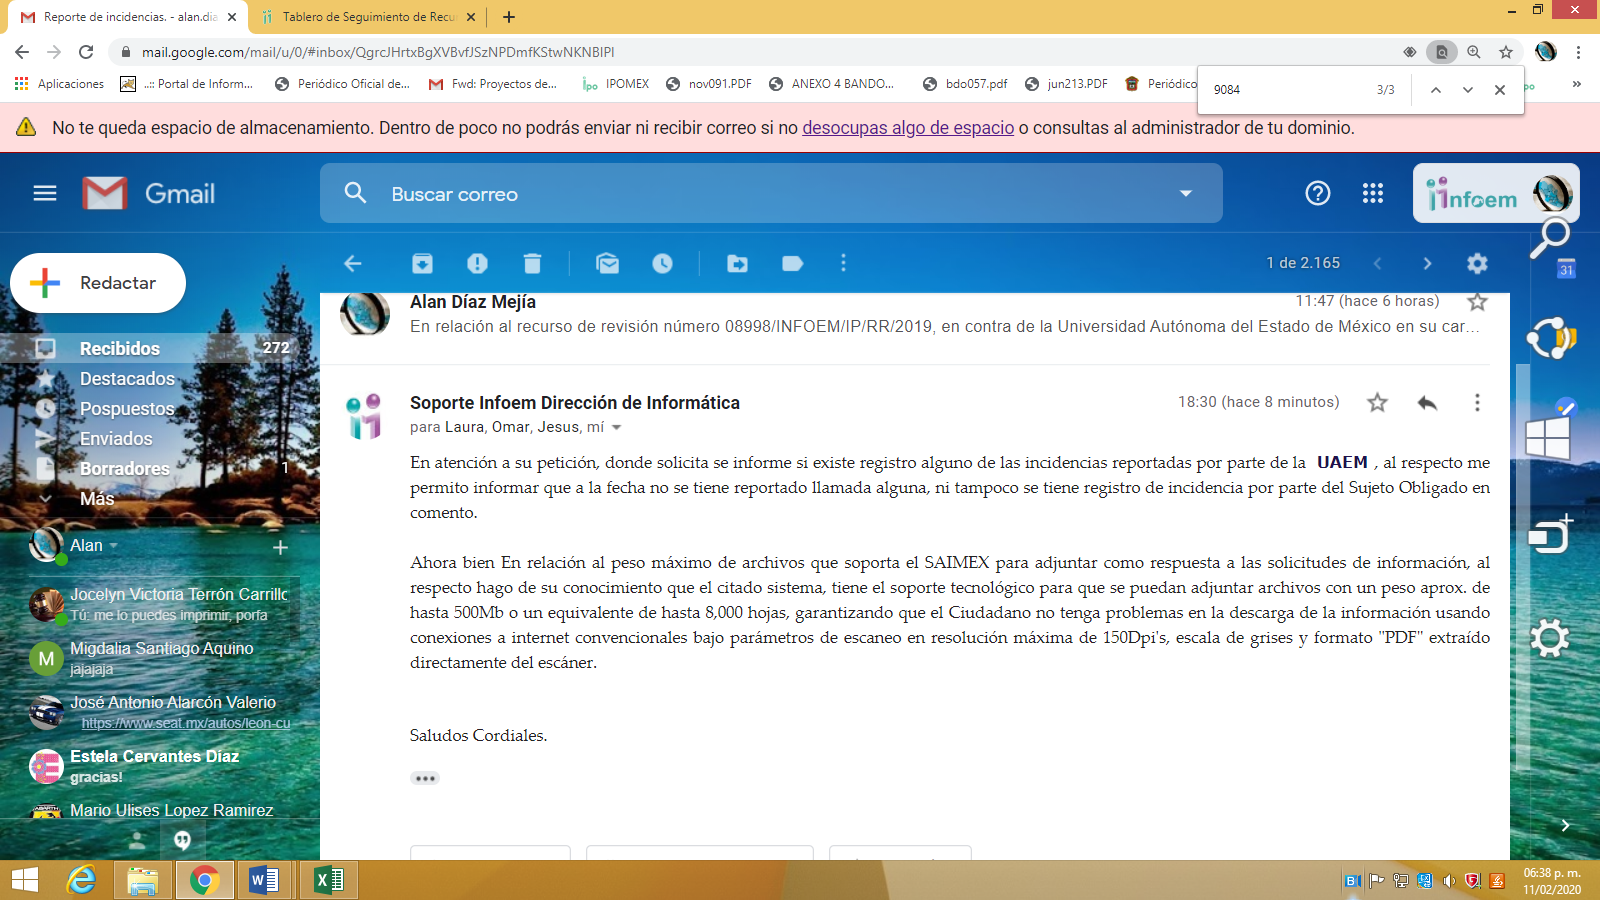 Reporte de incidencias. - alan.dia
Tablero de Seguimiento de Recu
mail.google.com/mail/u/0/#inbox/QgrcJHrtxBgXVBvfJSzNPDmfKStwNKNBIPI
Aplicaciones
..:: Portal de Inform...
Periódico Oficial de...
Fwd: Proyectos de...
IPOMEX
nov091.PDF
ANEXO 4 BANDO...
bdo057.pdf
jun213.PDF
Periódico
9084
3/3
No te queda espacio de almacenamiento. Dentro de poco no podrás enviar ni recibir correo si no desocupas algo de espacio o consultas al administrador de tu dominio.
Gmail
Buscar correo
infoem
Redactar
1 de 2.165
31
Alan Díaz Mejía
11:47 (hace 6 horas)
En relación al recurso de revisión número 08998/INFOEM/IP/RR/2019, en contra de la Universidad Autónoma del Estado de México en su car...
Recibidos 272
Destacados
Pospuestos
Enviados
Borradores 1
Más
Soporte Infoem Dirección de Informática
18:30 (hace 8 minutos)
para Laura, Omar, Jesus, mí
En atención a su petición, donde solicita se informe si existe registro alguno de las incidencias reportadas por parte de la UAEM , al respecto me
permito informar que a la fecha no se tiene reportado llamada alguna, ni tampoco se tiene registro de incidencia por parte del Sujeto Obligado en
comento.
Ahora bien En relación al peso máximo de archivos que soporta el SAIMEX para adjuntar como respuesta a las solicitudes de información, al
respecto hago de su conocimiento que el citado sistema, tiene el soporte tecnológico para que se puedan adjuntar archivos con un peso aprox. de
hasta 500Mb o un equivalente de hasta 8,000 hojas, garantizando que el Ciudadano no tenga problemas en la descarga de la información usando
conexiones a internet convencionales bajo parámetros de escaneo en resolución máxima de 150Dpi's, escala de grises y formato "PDF" extraído
directamente del escáner.
Saludos Cordiales.
Alan
Jocelyn Victoria Terrón Carrillo
Tú: me lo puedes imprimir, porfa
M
Migdalia Santiago Aquino
jajajaja
José Antonio Alarcón Valerio
https://www.seat.mx/autos/leon-cu
Estela Cervantes Díaz
gracias!
Mario Ulises Lopez Ramirez
06:38 p. m.
11/02/2020